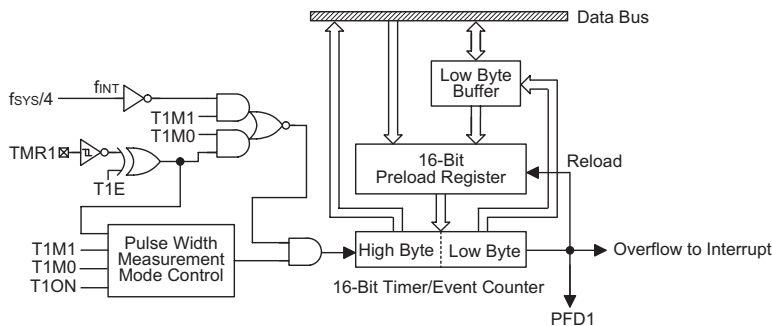 Data Bus
Low Byte
Buffer
fINT
fSYS/4
T1M1
T1M0
TMR1
T1E
16-Bit
Preload Register
Reload
T1M1
T1M0
T1ON
Pulse Width
Measurement
Mode Control
High Byte
Low Byte
Overflow to Interrupt
16-Bit Timer/Event Counter
PFD1